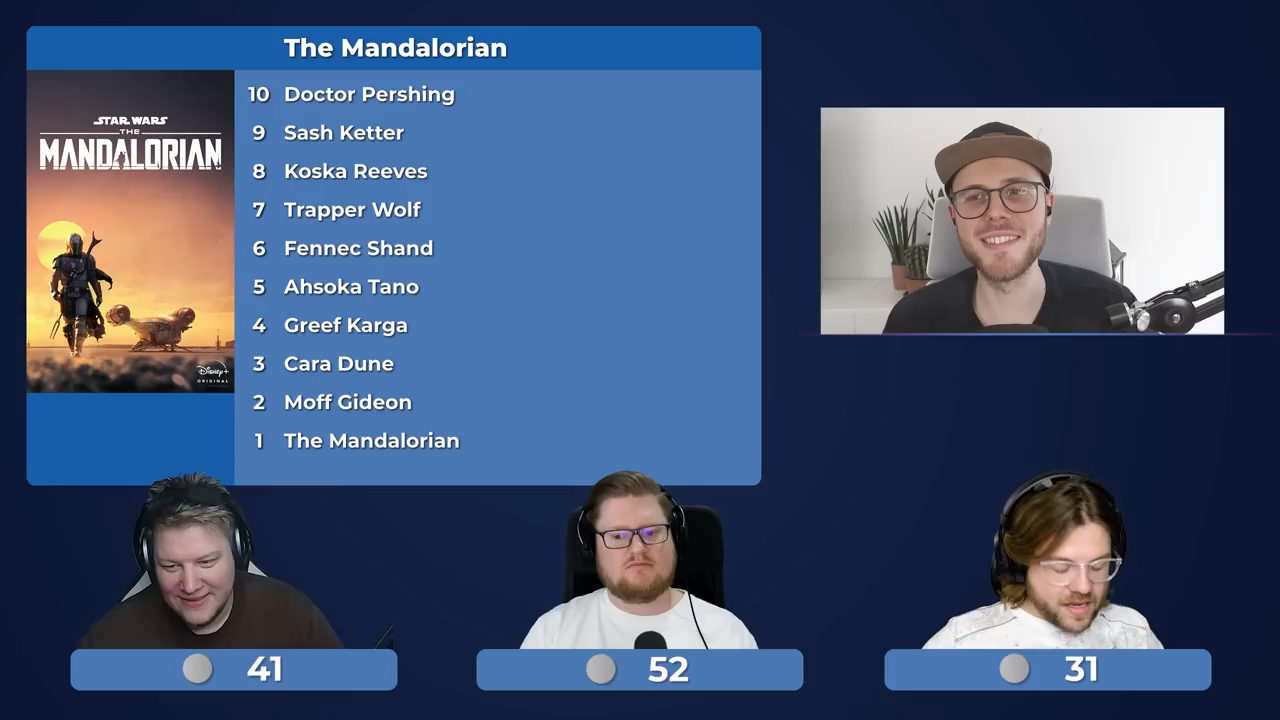 The Mandalorian
STAR WARS
THE
MANDALORIAN
Disney+
ORIGINAL
10 Doctor Pershing
9 Sash Ketter
8 Koska Reeves
7 Trapper Wolf
6 Fennec Shand
5 Ahsoka Tano
4 Greef Karga
3 Cara Dune
2 Moff Gideon
1 The Mandalorian
41
52
31